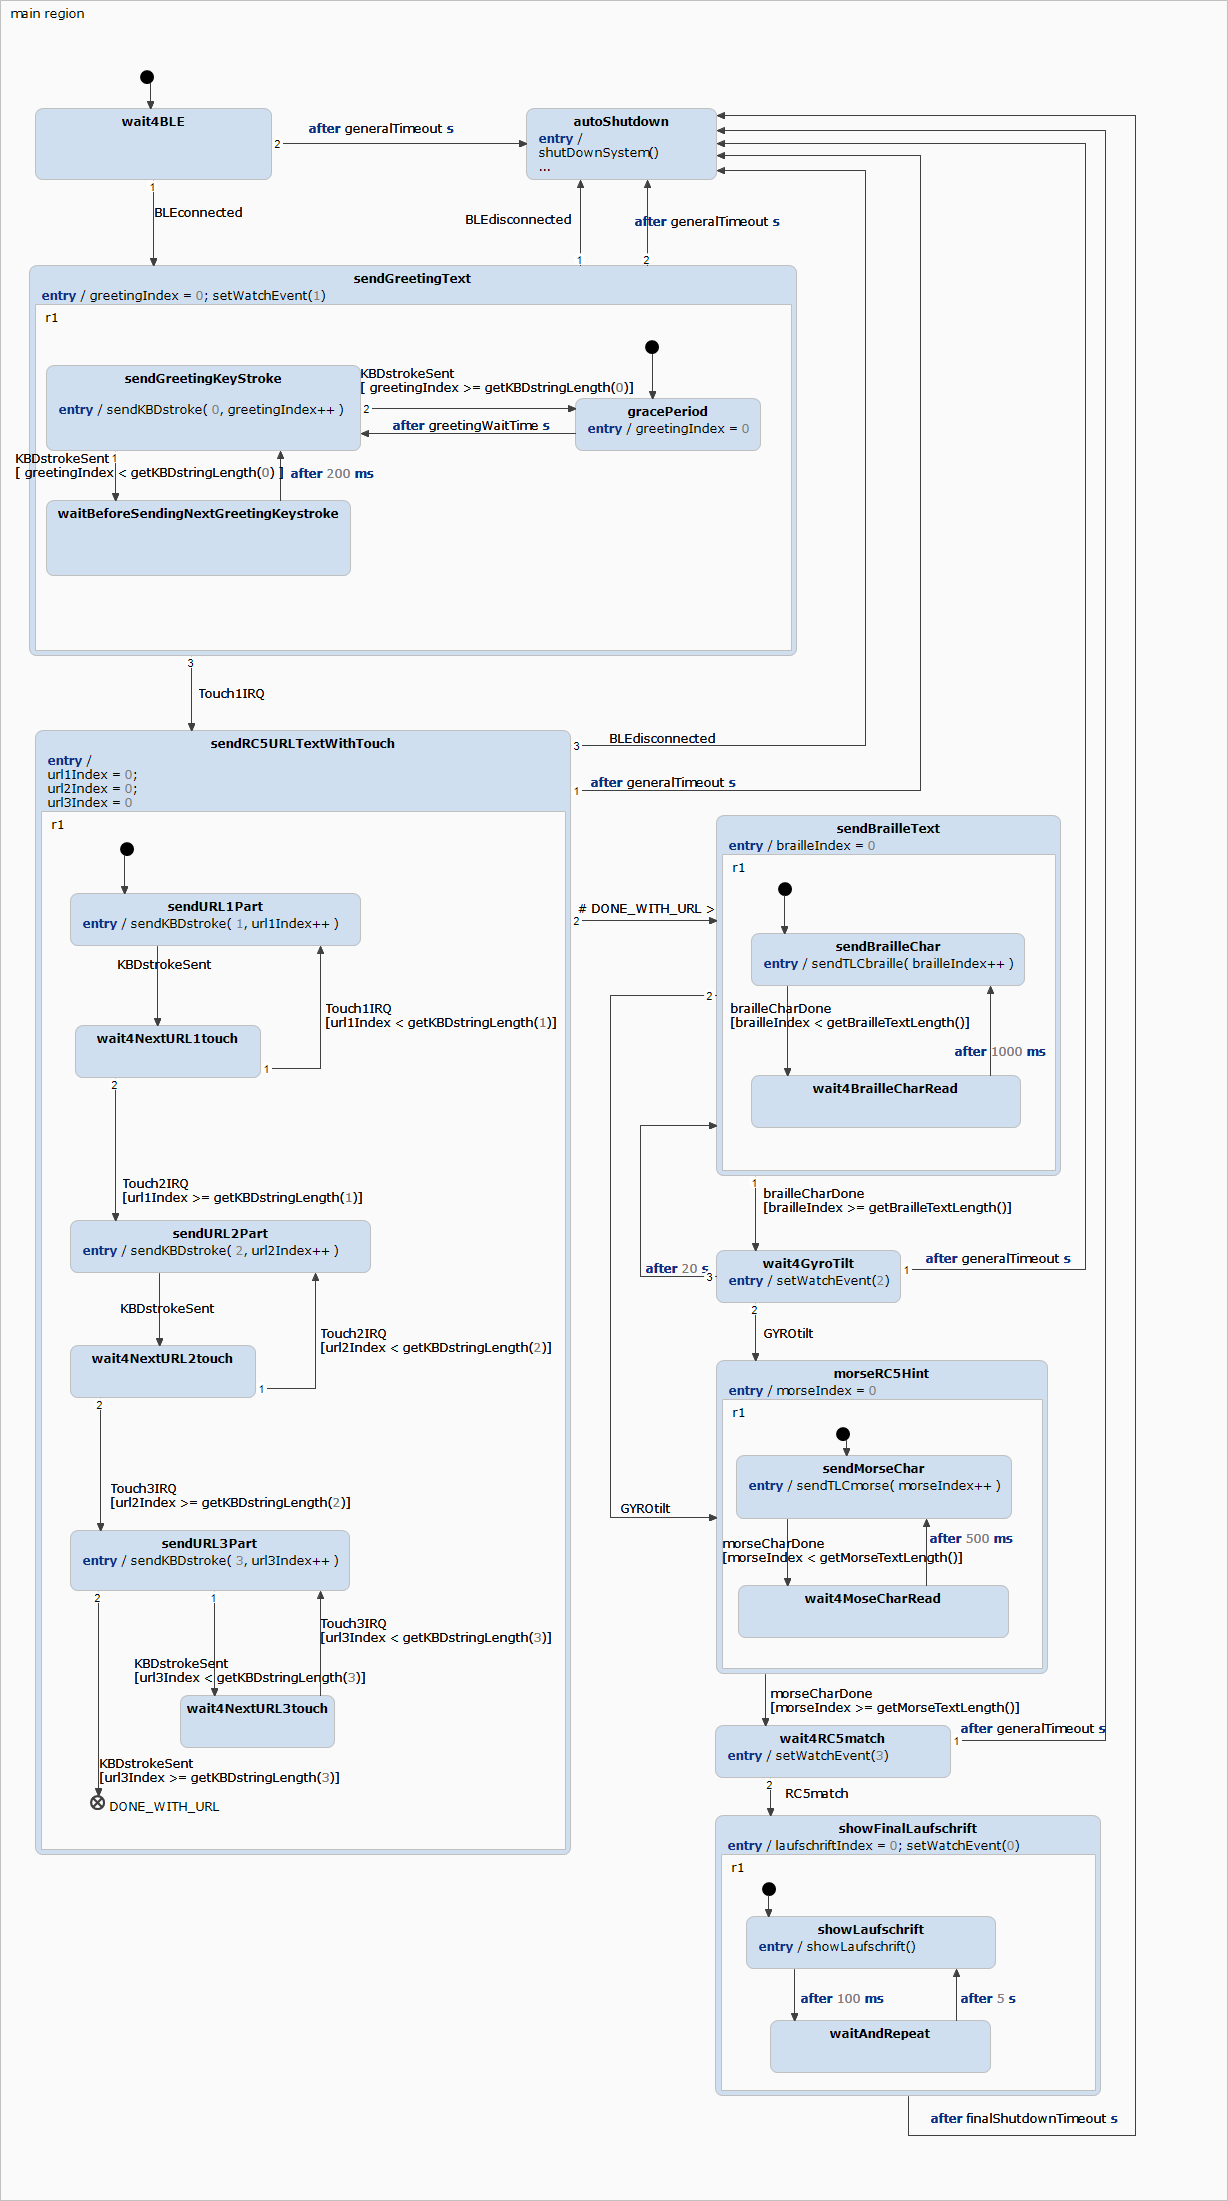 main region
wait4BLE
autoShutdown
entry /
shutDownSystem()
...
2
after generalTimeout s
1
BLEconnected
BLEdisconnected
1
after generalTimeout s
2
sendGreetingText
entry / greetingIndex = 0; setWatchEvent(1)
r1
sendGreetingKeyStroke
entry / sendKBDstroke( 0, greetingIndex++ )
KBDstrokeSent
[ greetingIndex >= getKBDstringLength(0)]
2
after greetingWaitTime s
gracePeriod
entry / greetingIndex = 0
KBDstrokeSent
1
[ greetingIndex < getKBDstringLength(0) ]
after 200 ms
waitBeforeSendingNextGreetingKeystroke
3
Touch1IRQ
sendRC5URLTextWithTouch
entry /
url1Index = 0;
url2Index = 0;
url3Index = 0
3
BLEdisconnected
1
after generalTimeout s
r1
sendURL1Part
entry / sendKBDstroke( 1, url1Index++ )
KBDstrokeSent
Touch1IRQ
[url1Index < getKBDstringLength(1)]
wait4NextURL1touch
1
2
Touch2IRQ
[url1Index >= getKBDstringLength(1)]
sendURL2Part
entry / sendKBDstroke( 2, url2Index++ )
KBDstrokeSent
Touch2IRQ
[url2Index < getKBDstringLength(2)]
wait4NextURL2touch
1
2
Touch3IRQ
[url2Index >= getKBDstringLength(2)]
sendURL3Part
entry / sendKBDstroke( 3, url3Index++ )
2
1
Touch3IRQ
[url3Index < getKBDstringLength(3)]
KBDstrokeSent
[url3Index < getKBDstringLength(3)]
wait4NextURL3touch
KBDstrokeSent
[url3Index >= getKBDstringLength(3)]
DONE_WITH_URL
# DONE_WITH_URL >
2
sendBrailleText
entry / brailleIndex = 0
r1
sendBrailleChar
entry / sendTLCbraille( brailleIndex++ )
2
brailleCharDone
[brailleIndex < getBrailleTextLength()]
after 1000 ms
wait4BrailleCharRead
1
brailleCharDone
[brailleIndex >= getBrailleTextLength()]
wait4GyroTilt
entry / setWatchEvent(2)
after 20 s
3
1
after generalTimeout s
2
GYROtilt
morseRC5Hint
entry / morseIndex = 0
r1
sendMorseChar
entry / sendTLCmorse( morseIndex++ )
GYROtilt
morseCharDone
[morseIndex < getMorseTextLength()]
after 500 ms
wait4MoseCharRead
morseCharDone
[morseIndex >= getMorseTextLength()]
wait4RC5match
entry / setWatchEvent(3)
1
after generalTimeout s
2
RC5match
showFinalLaufschrift
entry / laufschriftIndex = 0; setWatchEvent(0)
r1
showLaufschrift
entry / showLaufschrift()
after 100 ms
after 5 s
waitAndRepeat
after finalShutdownTimeout s